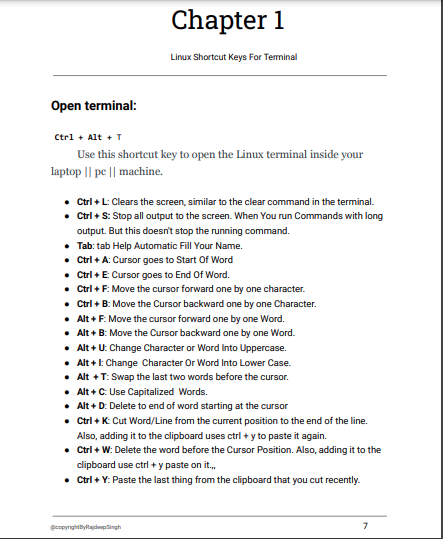 Chapter 1
Linux Shortcut Keys For Terminal
Open terminal:
Ctrl + Alt + T
Use this shortcut key to open the Linux terminal inside your
laptop || pc || machine.
● Ctrl + L: Clears the screen, similar to the clear command in the terminal.
● Ctrl + S: Stop all output to the screen. When You run Commands with long
output. But this doesn't stop the running command.
● Tab: tab Help Automatic Fill Your Name.
● Ctrl + A: Cursor goes to Start Of Word
● Ctrl + E: Cursor goes to End Of Word.
● Ctrl + F: Move the cursor forward one by one character.
● Ctrl + B: Move the Cursor backward one by one Character.
● Alt + F: Move the cursor forward one by one Word.
● Alt + B: Move the Cursor backward one by one Word.
● Alt + U: Change Character or Word Into Uppercase.
● Alt + l: Change Character Or Word Into Lower Case.
● Alt + T: Swap the last two words before the cursor.
● Alt + C: Use Capitalized Words.
● Alt + D: Delete to end of word starting at the cursor
● Ctrl + K: Cut Word/Line from the current position to the end of the line.
Also, adding it to the clipboard uses ctrl + y to paste it again.
● Ctrl + W: Delete the word before the Cursor Position. Also, adding it to the
clipboard use ctrl + y paste on it.,,
● Ctrl + Y: Paste the last thing from the clipboard that you cut recently.
@copyrightByRajdeepSingh 7